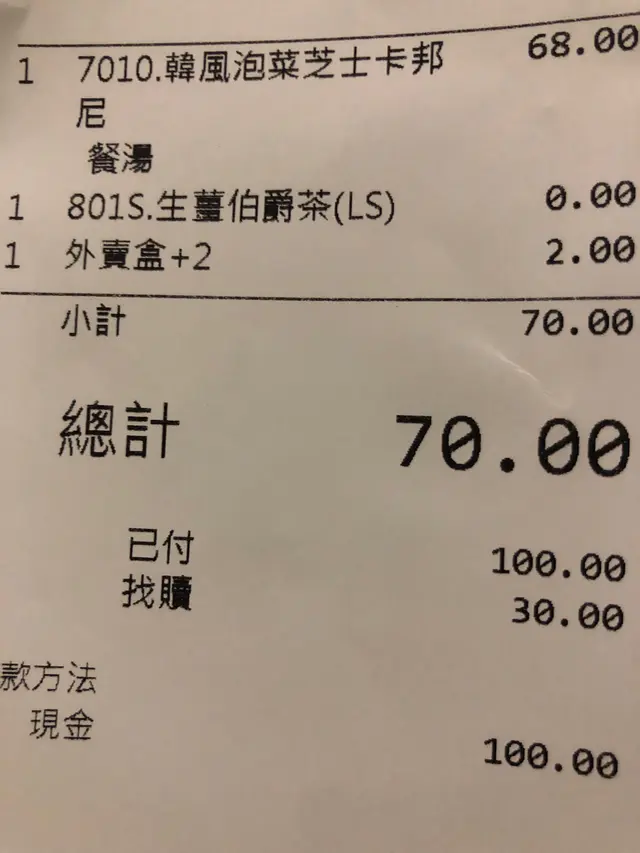 1 7010.韓風泡菜芝士卡邦 68.00
尼
餐湯
1 801S.生薑伯爵茶(LS) 0.00
1 外賣盒+2 2.00
小計 70.00
總計 70.00
已付 100.00
找贖 30.00
款方法
現金 100.00